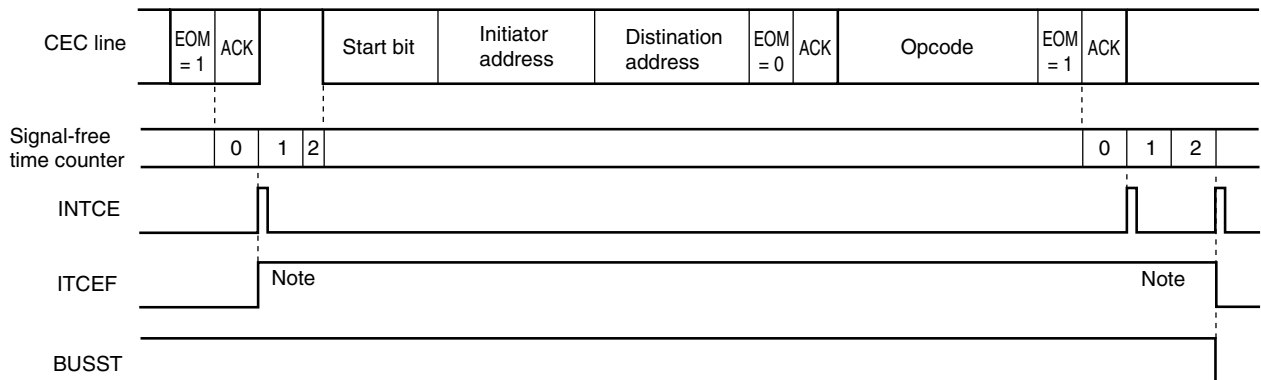 CEC line
EOM = 1
ACK
Start bit
Initiator address
Distination address
EOM = 0
ACK
Opcode
EOM = 1
ACK
Signal-free time counter
0
1
2
0
1
2
INTCE
ITCEF
Note
Note
BUSST